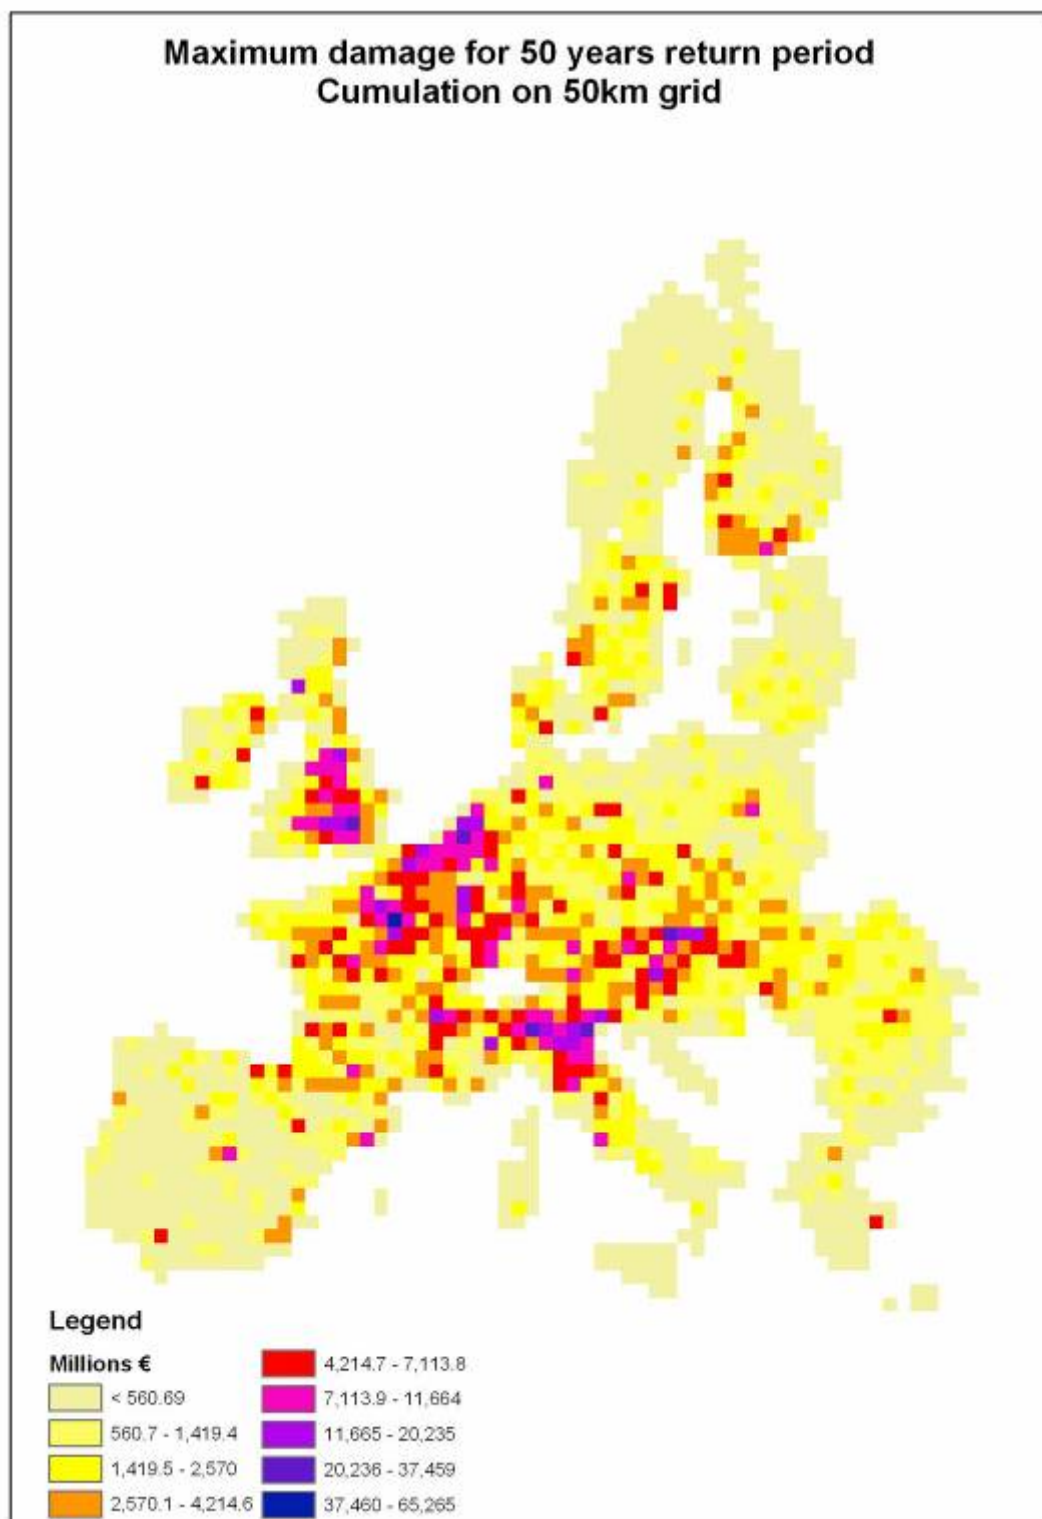 Maximum damage for 50 years return period
Cumulation on 50km grid
Legend
Millions €
< 560.69
560.7 - 1,419.4
1,419.5 - 2,570
2,570.1 - 4,214.6
4,214.7 - 7,113.8
7,113.9 - 11,664
11,665 - 20,235
20,236 - 37,459
37,460 - 65,265